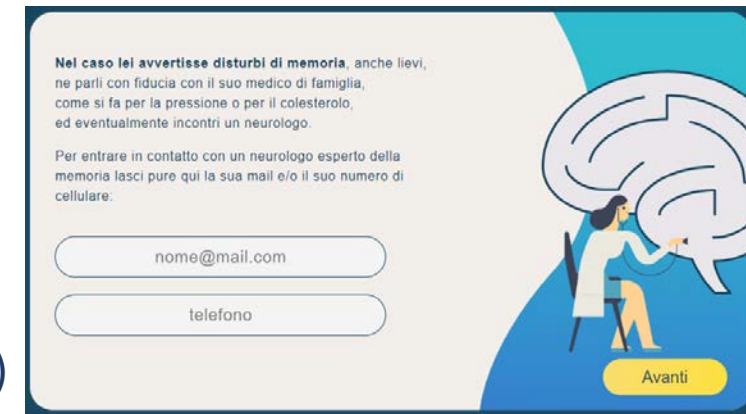 Nel caso lei avvertisse disturbi di memoria, anche lievi,
ne parli con fiducia con il suo medico di famiglia,
come si fa per la pressione o per il colesterolo,
ed eventualmente incontri un neurologo.
Per entrare in contatto con un neurologo esperto della
memoria lasci pure qui la sua mail e/o il suo numero di
cellulare:
nome@mail.com
telefono
Avanti